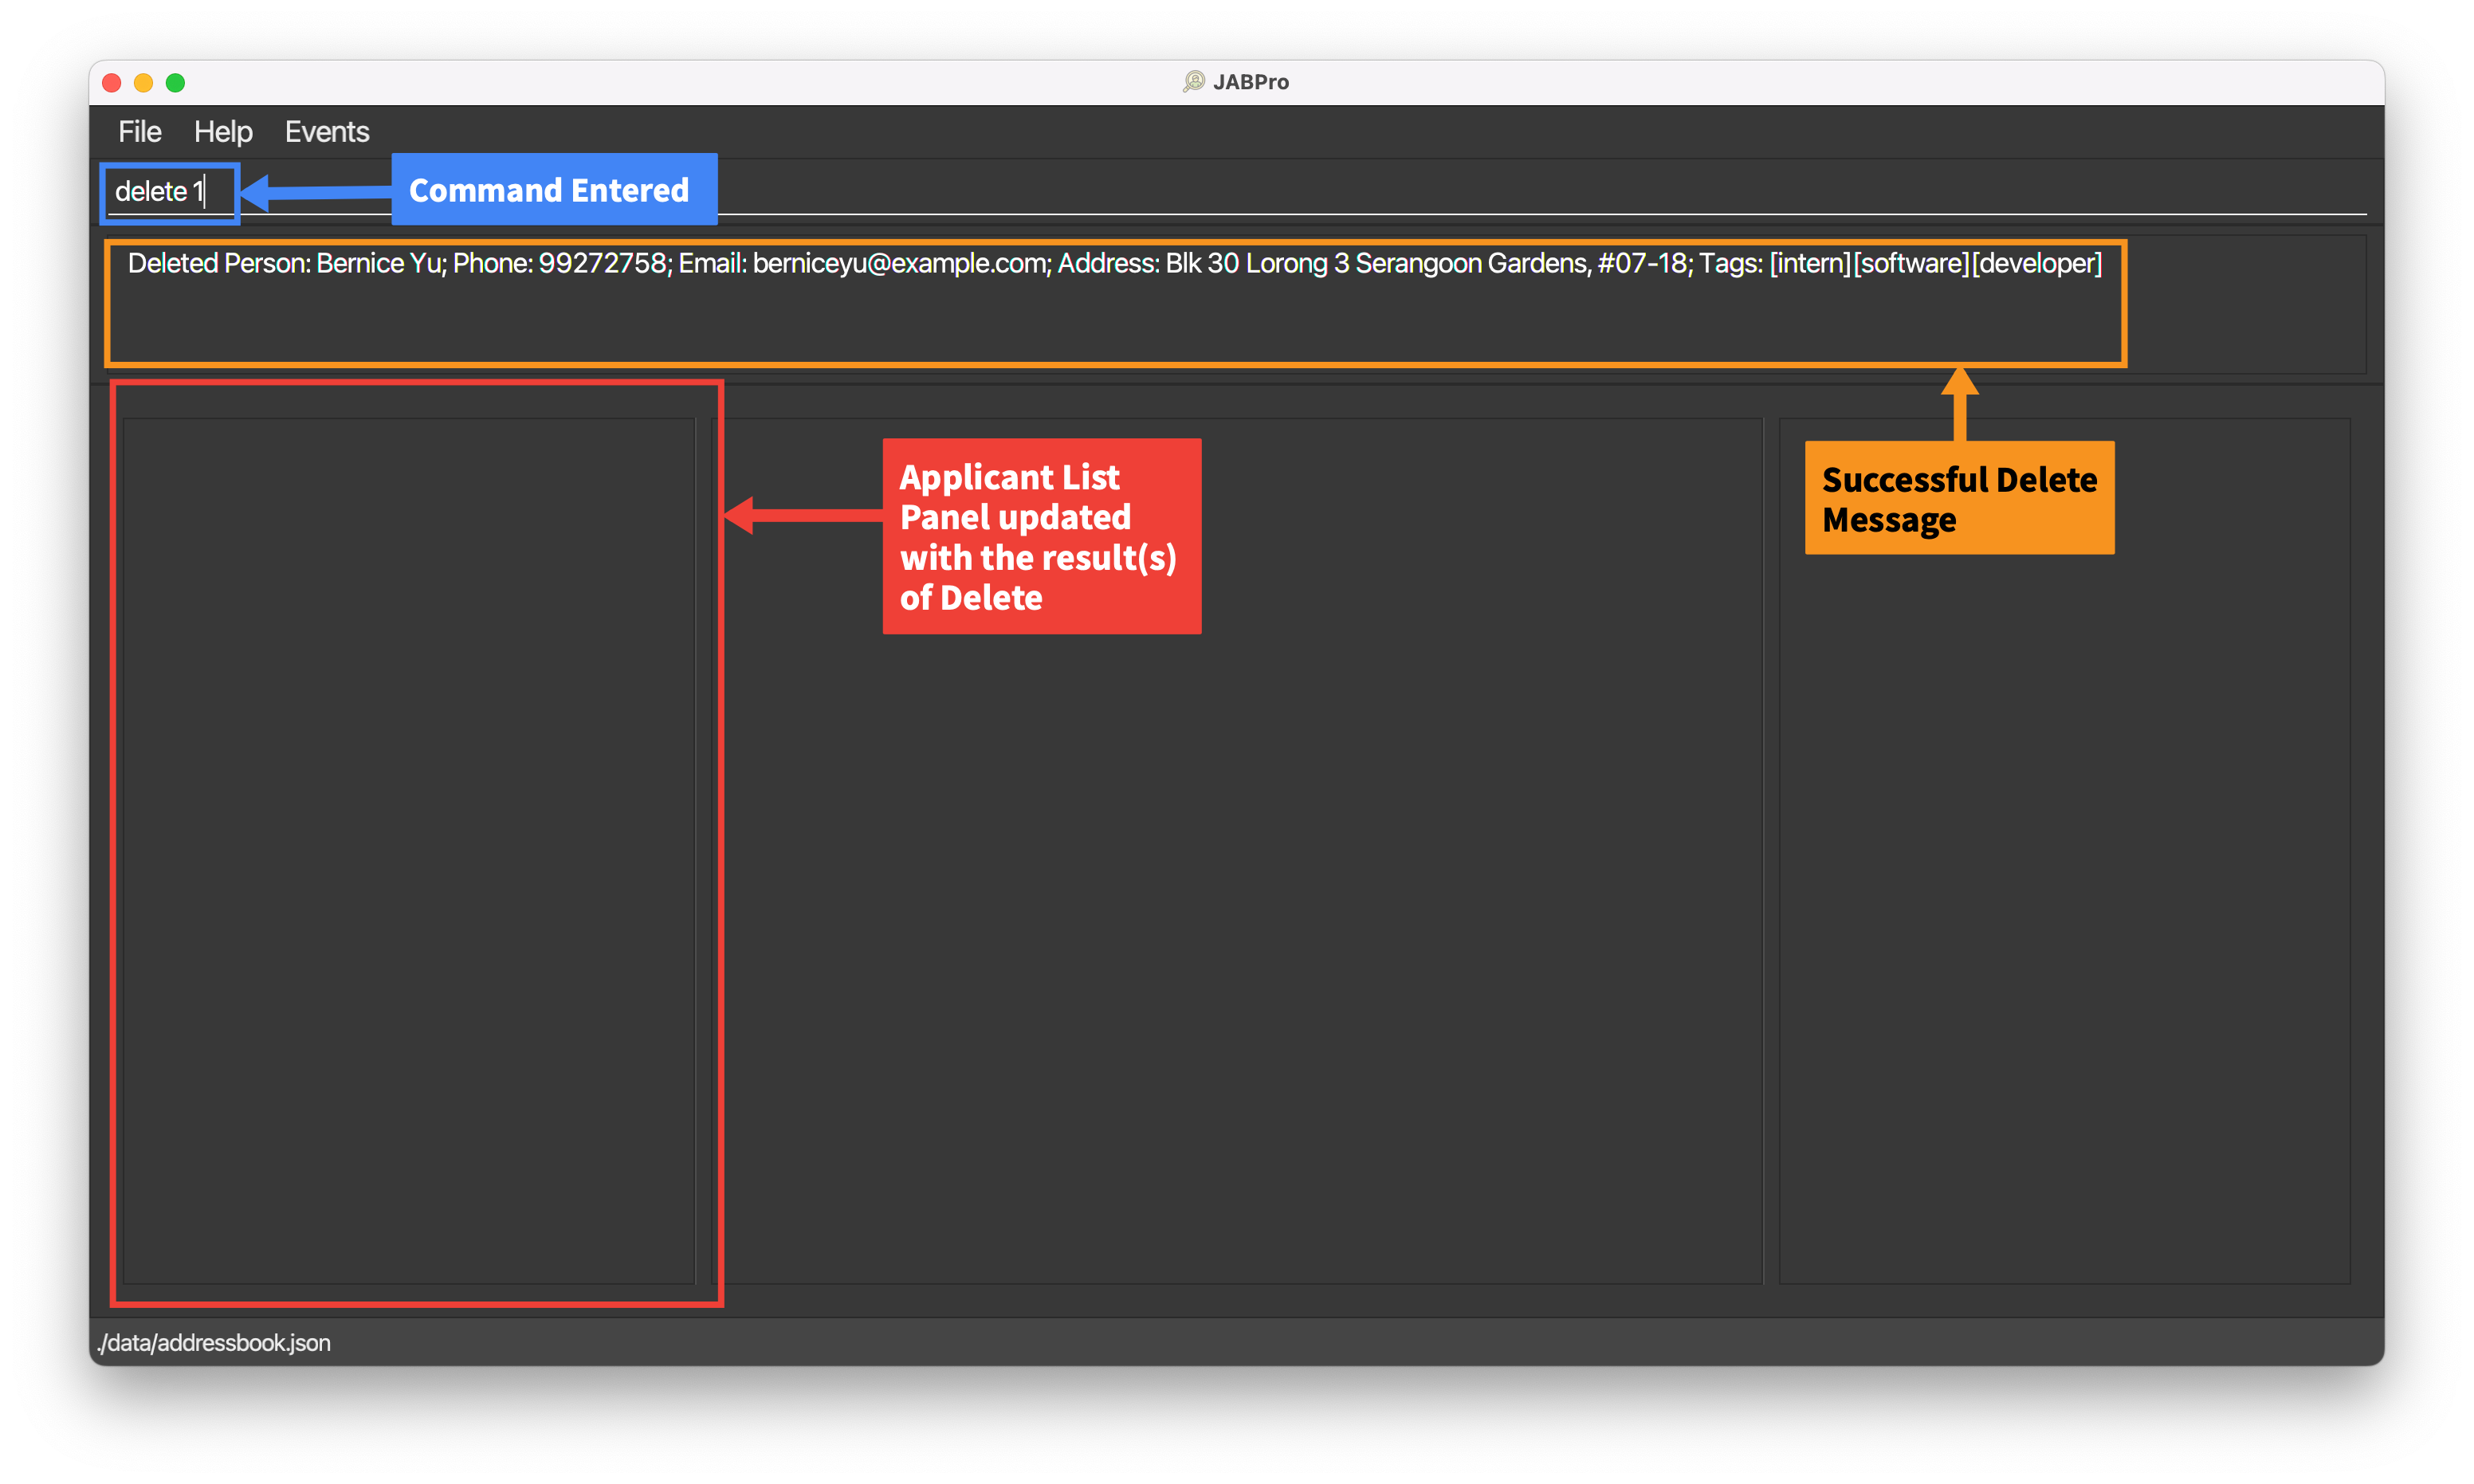 JABPro
File Help Events
delete 1
Command Entered
Deleted Person: Bernice Yu; Phone: 99272758; Email: berniceyu@example.com; Address: Blk 30 Lorong 3 Serangoon Gardens, #07-18; Tags: [intern][software][developer]
Applicant List
Panel updated
with the result(s)
of Delete
Successful Delete
Message
./data/addressbook.json